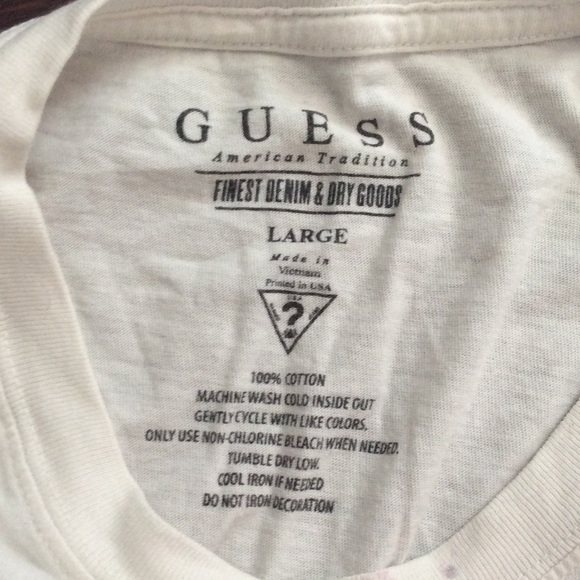 GUESS
American Tradition
FINEST DENIM & DRY GOODS
LARGE
Made in
Vietnam
Printed in USA
USA
?
100% COTTON
MACHINE WASH COLD INSIDE OUT
GENTLY CYCLE WITH LIKE COLORS.
ONLY USE NON-CHLORINE BLEACH WHEN NEEDED.
TUMBLE DRY LOW.
COOL IRON IF NEEDED
DO NOT IRON DECORATION